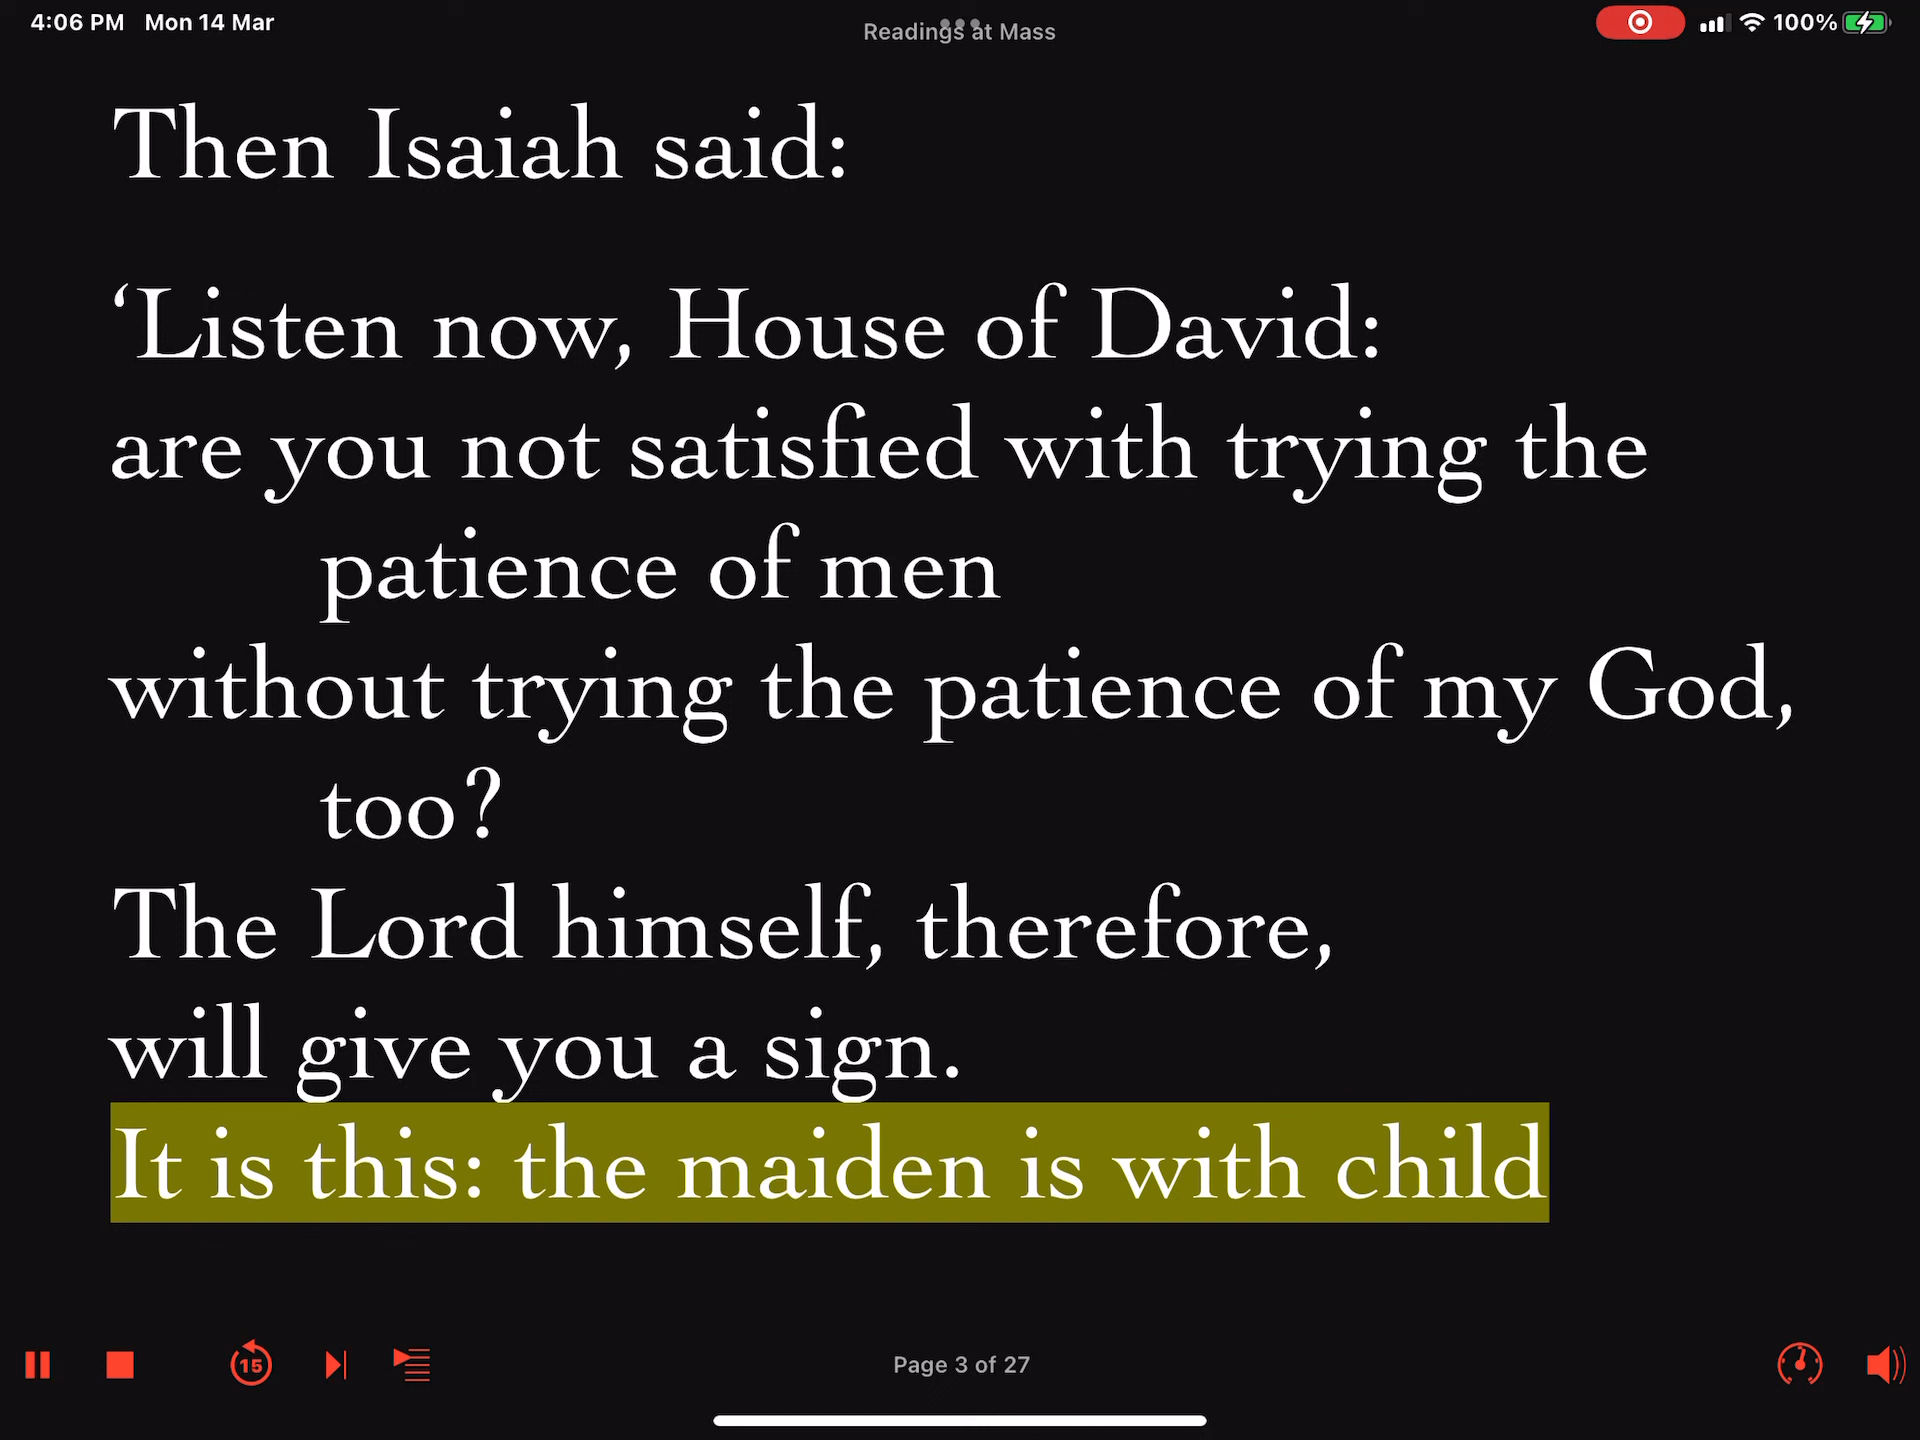 4:06 PM Mon 14 Mar
Readings at Mass
100%
Then Isaiah said:
‘Listen now, House of David:
are you not satisfied with trying the
patience of men
without trying the patience of my God,
too?
The Lord himself, therefore,
will give you a sign.
It is this: the maiden is with child
15
Page 3 of 27